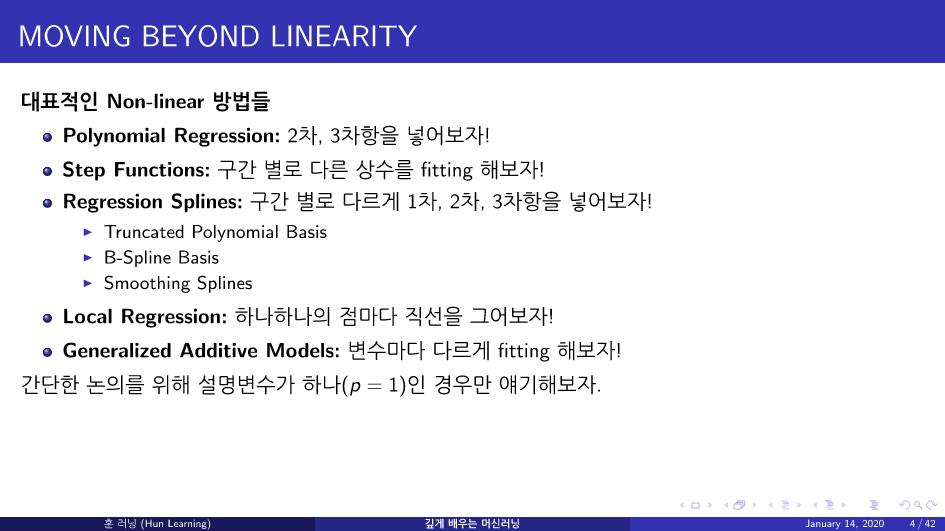 MOVING BEYOND LINEARITY
대표적인 Non-linear 방법들
Polynomial Regression: 2차, 3차항을 넣어보자!
Step Functions: 구간 별로 다른 상수를 fitting 해보자!
Regression Splines: 구간 별로 다르게 1차, 2차, 3차항을 넣어보자!
Truncated Polynomial Basis
B-Spline Basis
Smoothing Splines
Local Regression: 하나하나의 점마다 직선을 그어보자!
Generalized Additive Models: 변수마다 다르게 fitting 해보자!
간단한 논의를 위해 설명변수가 하나(p = 1)인 경우만 얘기해보자.
훈 러닝 (Hun Learning) 깊게 배우는 머신러닝 January 14, 2020 4 / 42